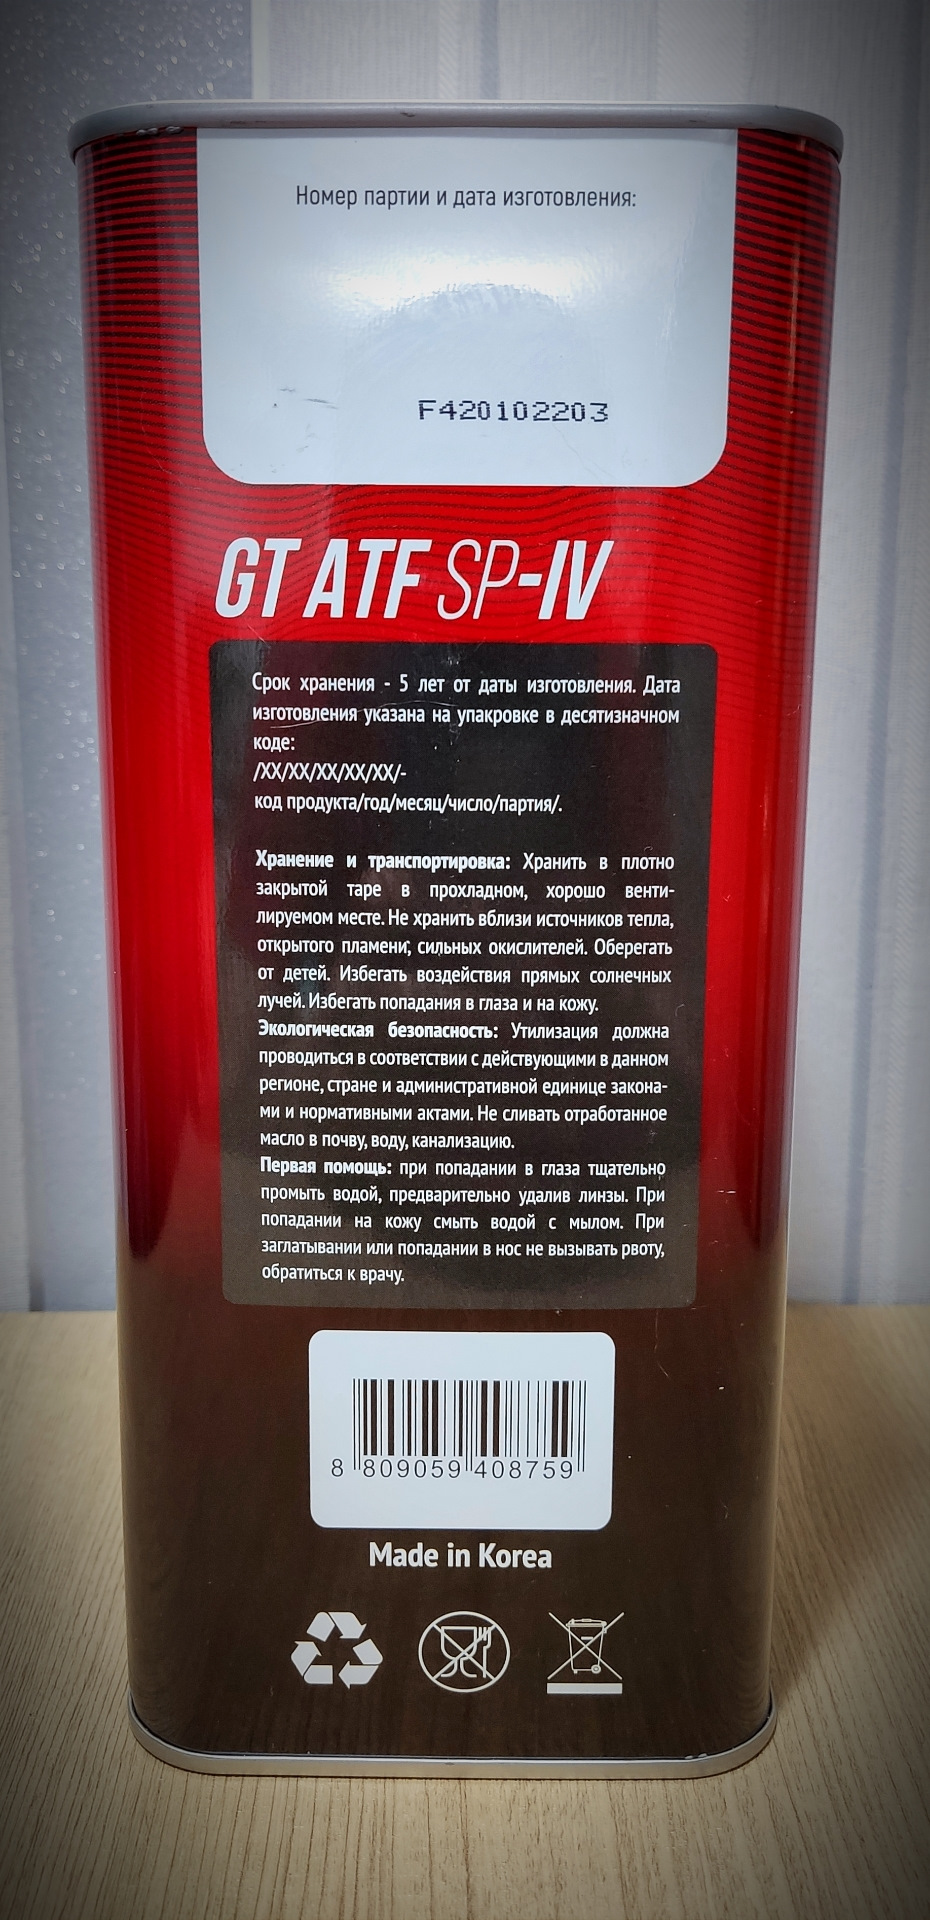 Номер партии и дата изготовления:
F420102203
GT ATF SP-IV
Срок хранения - 5 лет от даты изготовления. Дата
изготовления указана на упакровке в десятизначном
коде:
/XX/XX/XX/XX/XX/-
код продукта/год/месяц/число/партия/.
Хранение и транспортировка: Хранить в плотно
закрытой таре в прохладном, хорошо венти-
лируемом месте. Не хранить вблизи источников тепла,
открытого пламени, сильных окислителей. Оберегать
от детей. Избегать воздействия прямых солнечных
лучей. Избегать попадания в глаза и на кожу.
Экологическая безопасность: Утилизация должна
проводиться в соответствии с действующими в данном
регионе, стране и административной единице закона-
ми и нормативными актами. Не сливать отработанное
масло в почву, воду, канализацию.
Первая помощь: при попадании в глаза тщательно
промыть водой, предварительно удалив линзы. При
попадании на кожу смыть водой с мылом. При
заглатывании или попадании в нос не вызывать рвоту,
обратиться к врачу.
8 809059 408759
Made in Korea